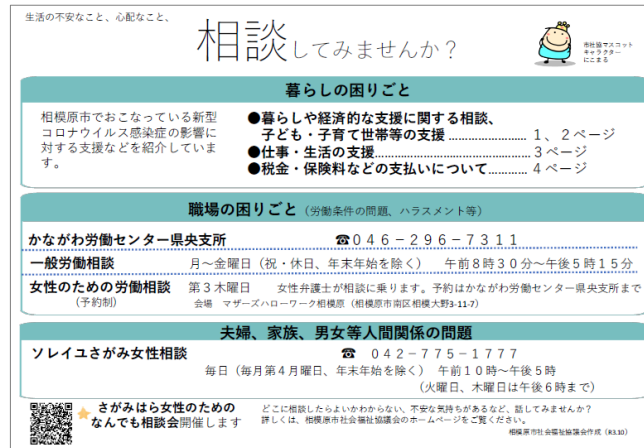 生活の不安なこと、心配なこと、
相談してみませんか？
市社協マスコット
キャラクター
にこまる
暮らしの困りごと
相模原市でおこなっている新型
コロナウイルス感染症の影響に
対する支援などを紹介していま
す。
●暮らしや経済的な支援に関する相談、
子ども・子育て世帯等の支援 ........................ 1、2ページ
●仕事・生活の支援........................................ 3ページ
●税金・保険料などの支払いについて............ 4ページ
職場の困りごと（労働条件の問題、ハラスメント等）
かながわ労働センター県央支所 ☎046－296－7311
一般労働相談 月～金曜日（祝・休日、年末年始を除く） 午前8時30分～午後5時15分
女性のための労働相談 第3木曜日 女性弁護士が相談に乗ります。予約はかながわ労働センター県央支所まで
（予約制） 会場 マザーズハローワーク相模原（相模原市南区相模大野3-11-7）
夫婦、家族、男女等人間関係の問題
ソレイユさがみ女性相談 ☎ 042－775－1777
毎日（毎月第4月曜日、年末年始を除く） 午前10時～午後5時
（火曜日、木曜日は午後6時まで）
さがみはら女性のための
なんでも相談会開催します
どこに相談したらよいかわからない、不安な気持ちがあるなど、話してみませんか？
詳しくは、相模原市社会福祉協議会のホームページをご覧ください。
相模原市社会福祉協議会作成（R3.10）